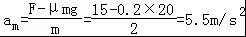 a_m = (F-μmg)/m = (15-0.2×20)/2 = 5.5m/s²